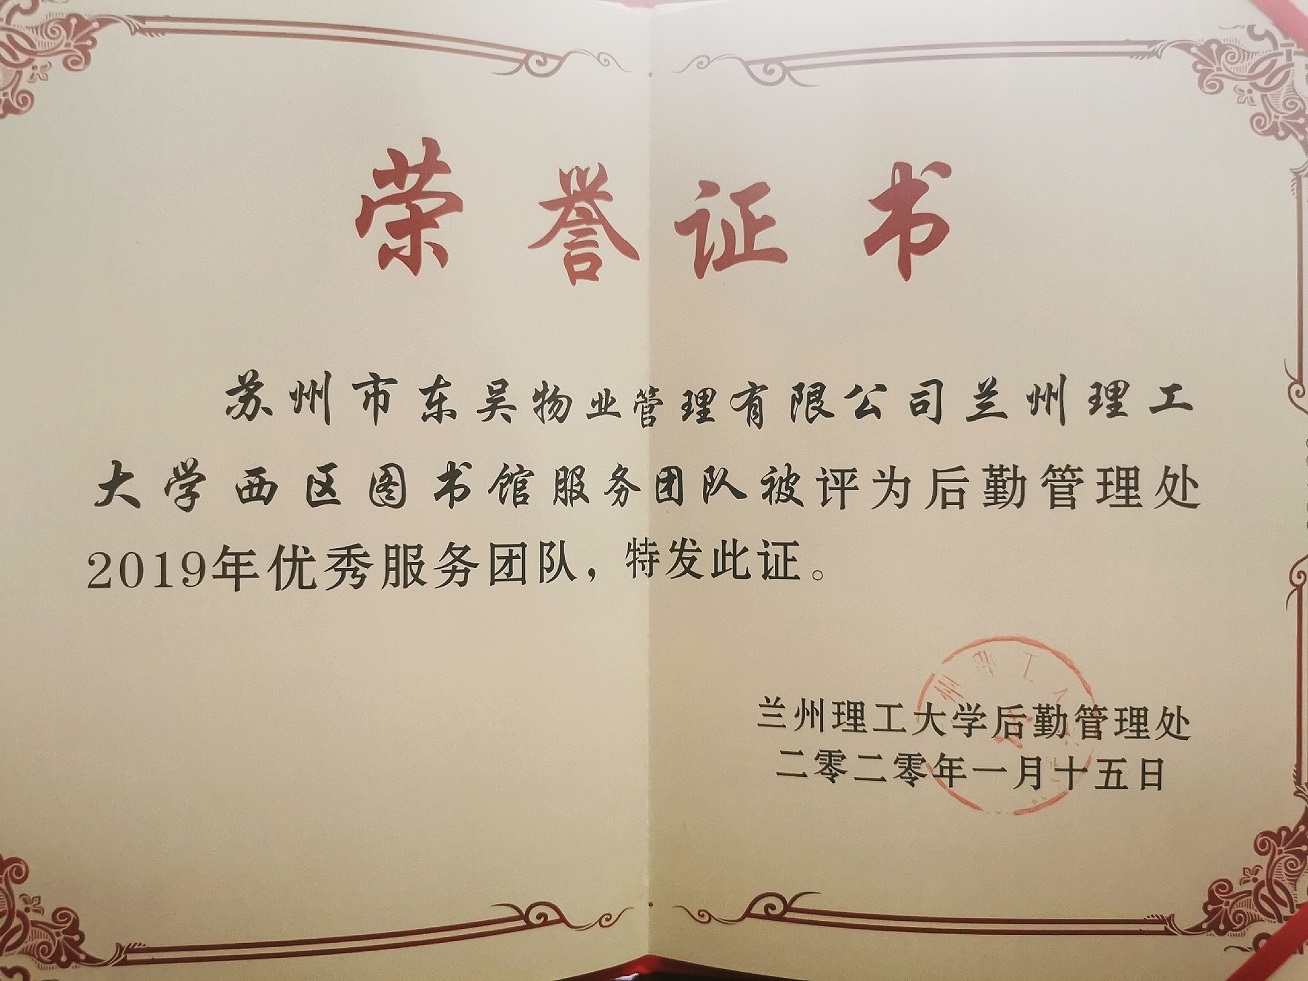 荣誉证书
苏州市东吴物业管理有限公司兰州理工
大学西区图书馆服务团队被评为后勤管理处
2019年优秀服务团队，特发此证。
兰州理工大学后勤管理处
二零二零年一月十五日